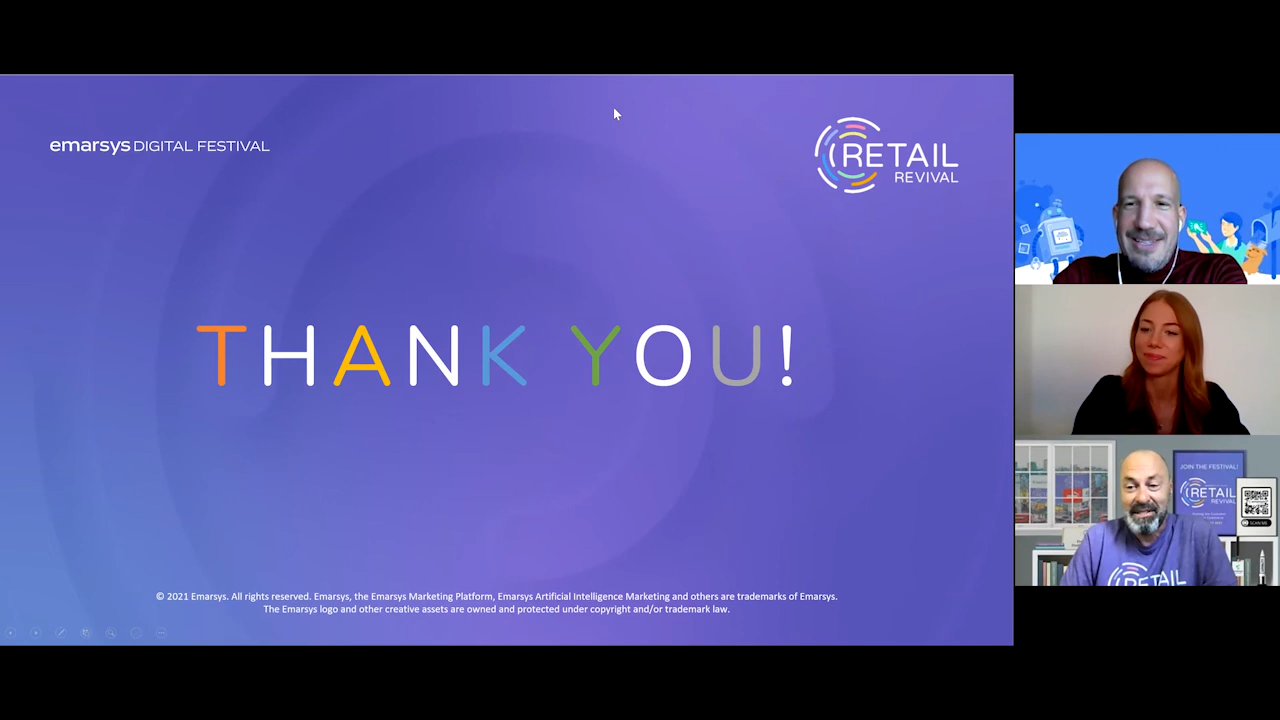 emarsys DIGITAL FESTIVAL
RETAIL
REVIVAL
THANK YOU!
© 2021 Emarsys. All rights reserved. Emarsys, the Emarsys Marketing Platform, Emarsys Artificial Intelligence Marketing and others are trademarks of Emarsys.
The Emarsys logo and other creative assets are owned and protected under copyright and/or trademark law.
JOIN THE FESTIVAL!
RETAIL
REVIVAL
SCAN ME
RETAIL